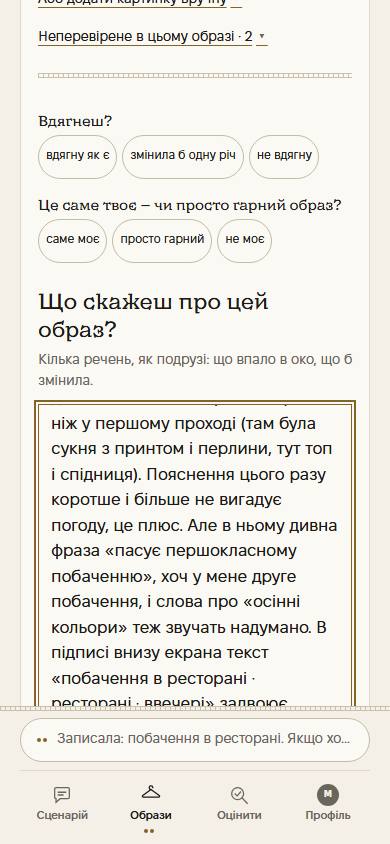 Або додати картинку вручну
Неперевірене в цьому образі · 2 ▾
Вдягнеш?
вдягну як є
змінила б одну річ
не вдягну
Це саме твоє — чи просто гарний образ?
саме моє
просто гарний
не моє
Що скажеш про цей
образ?
Кілька речень, як подрузі: що впало в око, що б
змінила.
ніж у першому проході (там була
сукня з принтом і перлини, тут топ
і спідниця). Пояснення цього разу
коротше і більше не вигадує
погоду, це плюс. Але в ньому дивна
фраза «пасує першокласному
побаченню», хоч у мене друге
побачення, і слова про «осінні
кольори» теж звучать надумано. В
підписі внизу екрана текст
«побачення в ресторані ·
ресторані · ввечері» задвоює
Записала: побачення в ресторані. Якщо хо...
Сценарій
Образи
Оцінити
М
Профіль